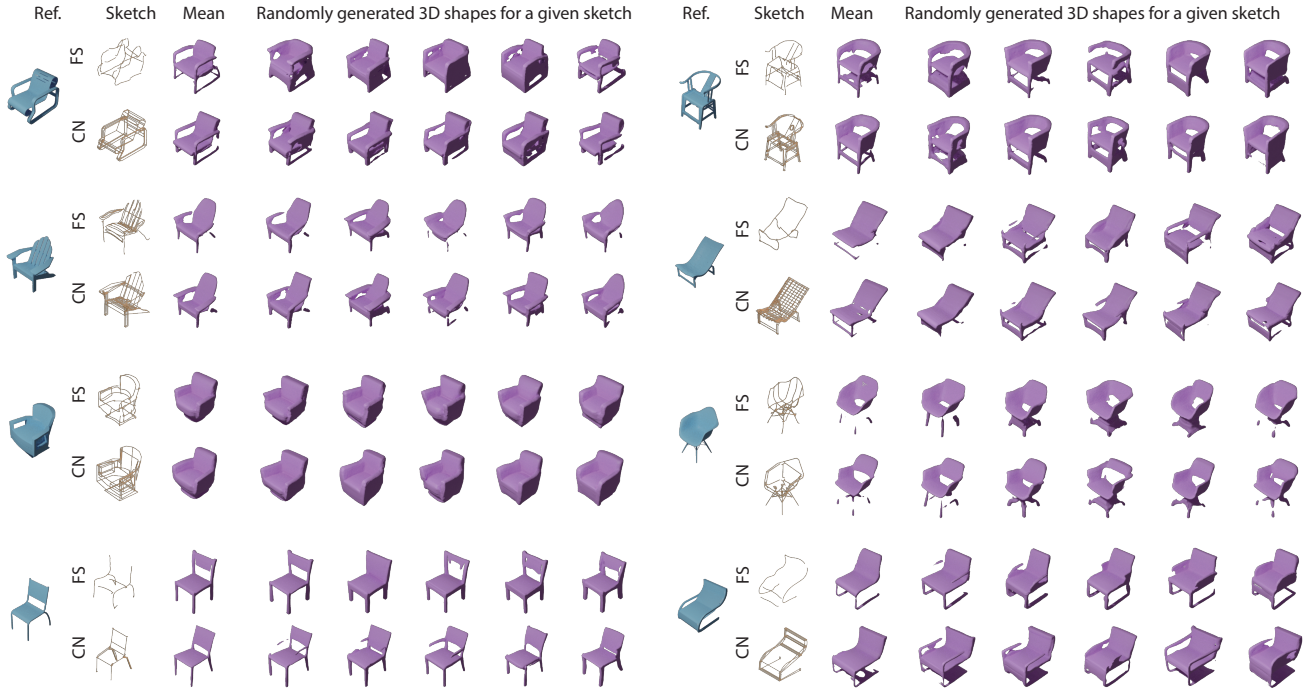 Ref. Sketch Mean Randomly generated 3D shapes for a given sketch
FS
CN
FS
CN
FS
CN
FS
CN
Ref. Sketch Mean Randomly generated 3D shapes for a given sketch
FS
CN
FS
CN
FS
CN
FS
CN